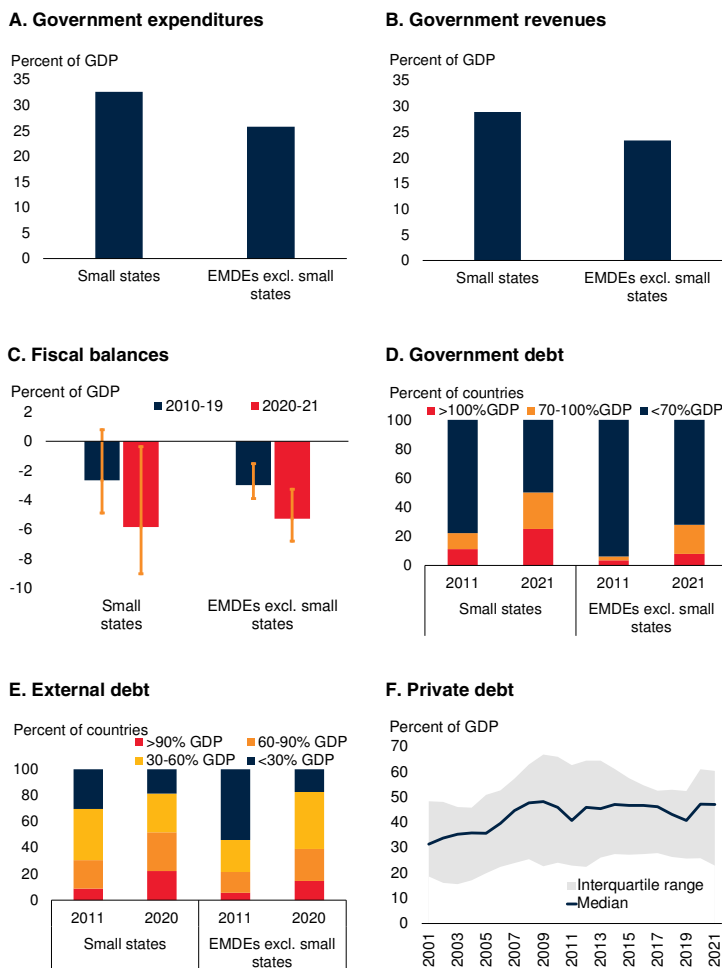 A. Government expenditures
Percent of GDP
35
30
25
20
15
10
5
0
Small states
EMDEs excl. small
states
B. Government revenues
Percent of GDP
35
30
25
20
15
10
5
0
Small states
EMDEs excl. small
states
C. Fiscal balances
Percent of GDP
2010-19 2020-21
2
0
-2
-4
-6
-8
-10
Small
states
EMDEs excl. small
states
D. Government debt
Percent of countries
>100%GDP 70-100%GDP <70%GDP
100
80
60
40
20
0
2011 2021 2011 2021
Small states
EMDEs excl. small
states
E. External debt
Percent of countries
>90% GDP 60-90% GDP
30-60% GDP <30% GDP
100
80
60
40
20
0
2011 2020 2011 2020
Small states
EMDEs excl. small
states
F. Private debt
Percent of GDP
70
60
50
40
30
20
10
0
Interquartile range
Median
2001
2003
2005
2007
2009
2011
2013
2015
2017
2019
2021